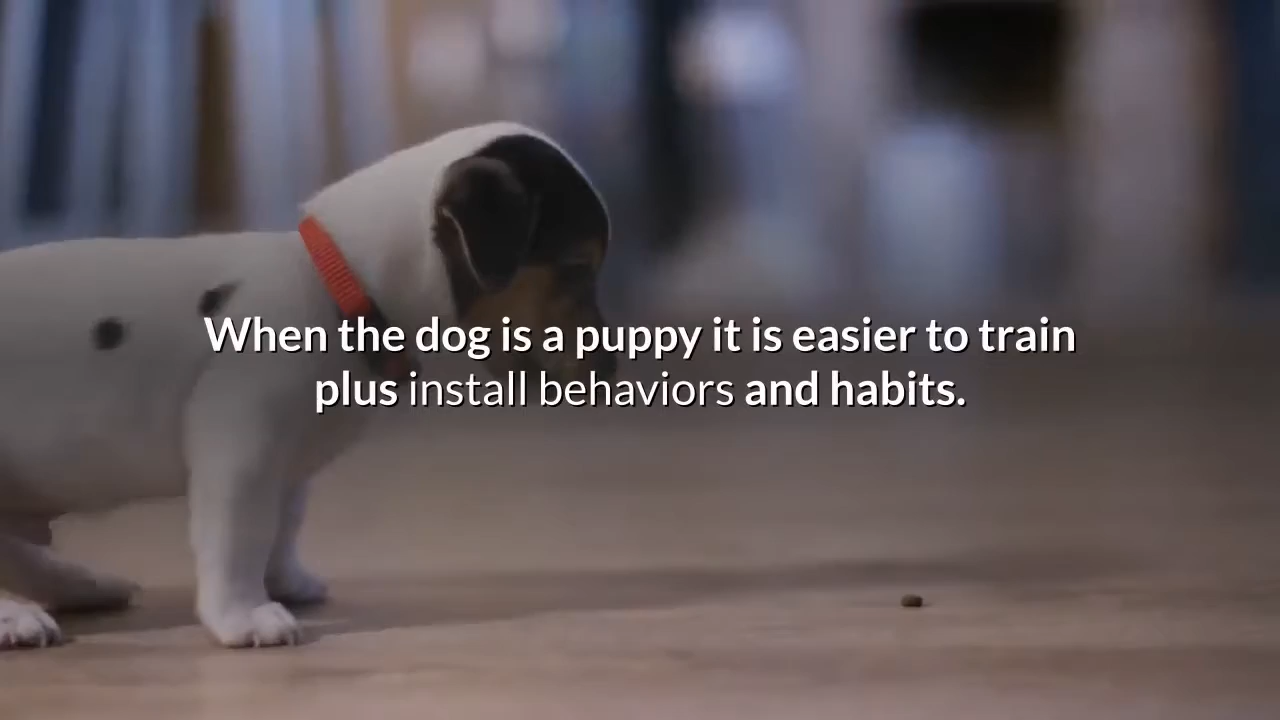 When the dog is a puppy it is easier to train
plus install behaviors and habits.